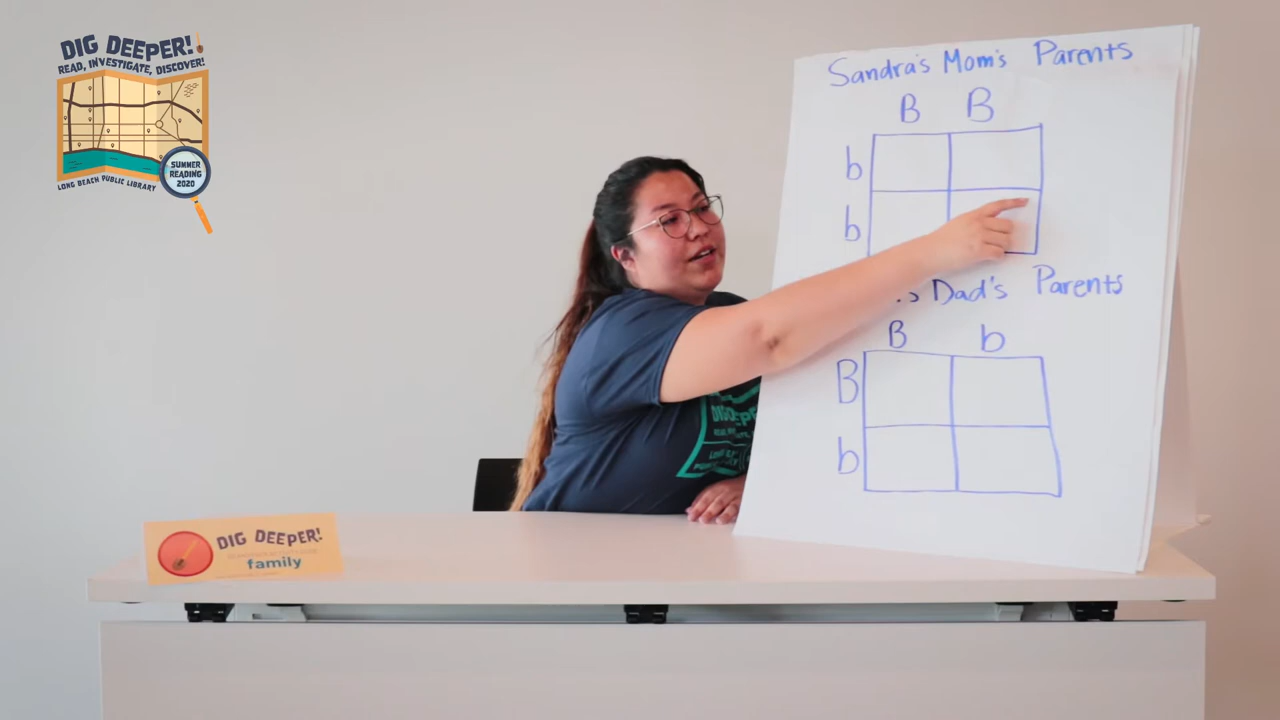 DIG DEEPER!
READ, INVESTIGATE, DISCOVER!
SUMMER
READING
2020
LONG BEACH PUBLIC LIBRARY
Sandra's Mom's Parents
B B
b
b
Dad's Parents
B b
B
b
DIG DEEPER!
family